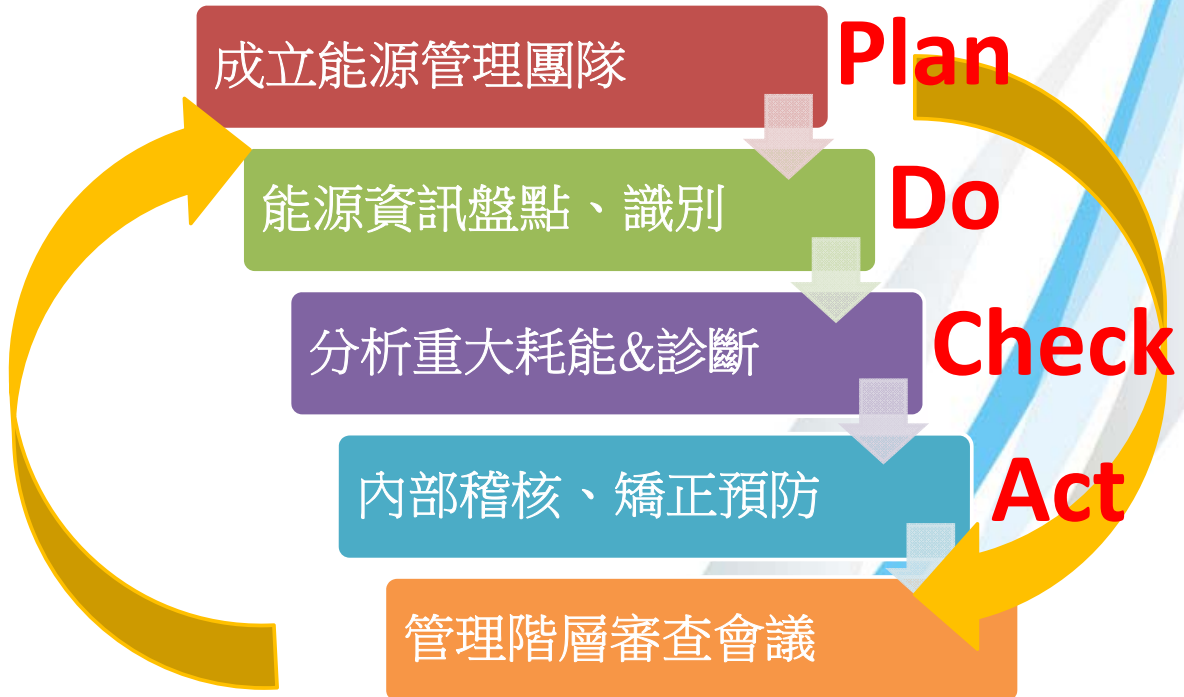 成立能源管理團隊
Plan
能源資訊盤點、識別
Do
分析重大耗能&診斷
Check
內部稽核、矯正預防
Act
管理階層審查會議